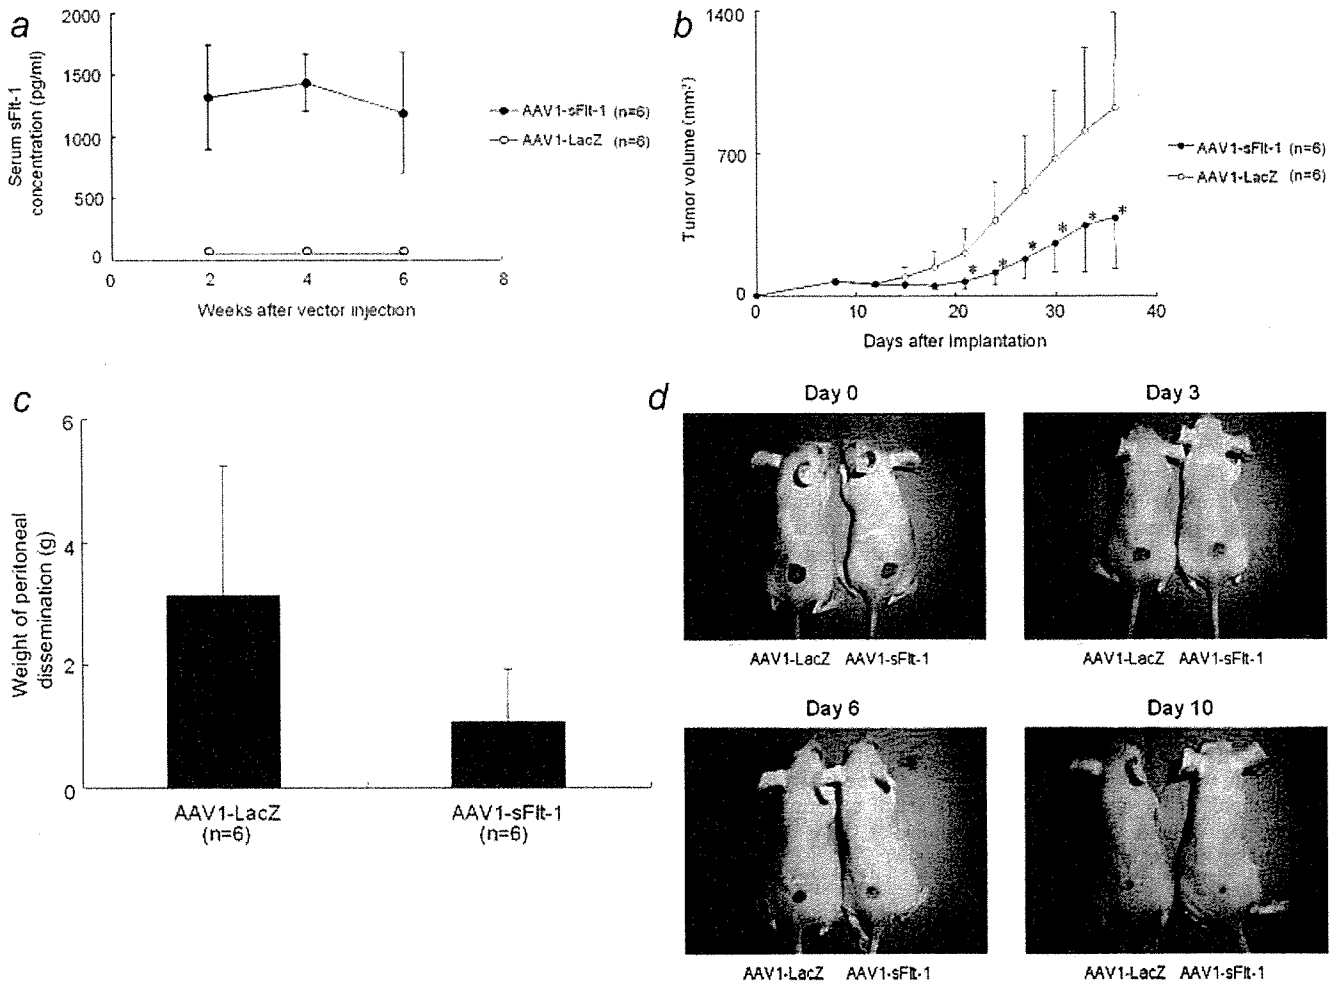 a
2000
1500
1000
500
0
0
2
4
6
8
Serum sFlt-1
concentration (pg/ml)
Weeks after vector injection
AAV1-sFlt-1 (n=6)
AAV1-LacZ (n=6)
b
1400
700
0
0
10
20
30
40
Tumor volume (mm³)
Days after Implantation
* * * * * *
AAV1-sFlt-1 (n=6)
AAV1-LacZ (n=6)
c
6
4
2
0
Weight of peritoneal
dissemination (g)
AAV1-LacZ
(n=6)
AAV1-sFlt-1
(n=6)
d
Day 0
Day 3
AAV1-LacZ AAV1-sFlt-1
AAV1-LacZ AAV1-sFlt-1
Day 6
Day 10
AAV1-LacZ AAV1-sFlt-1
AAV1-LacZ AAV1-sFlt-1